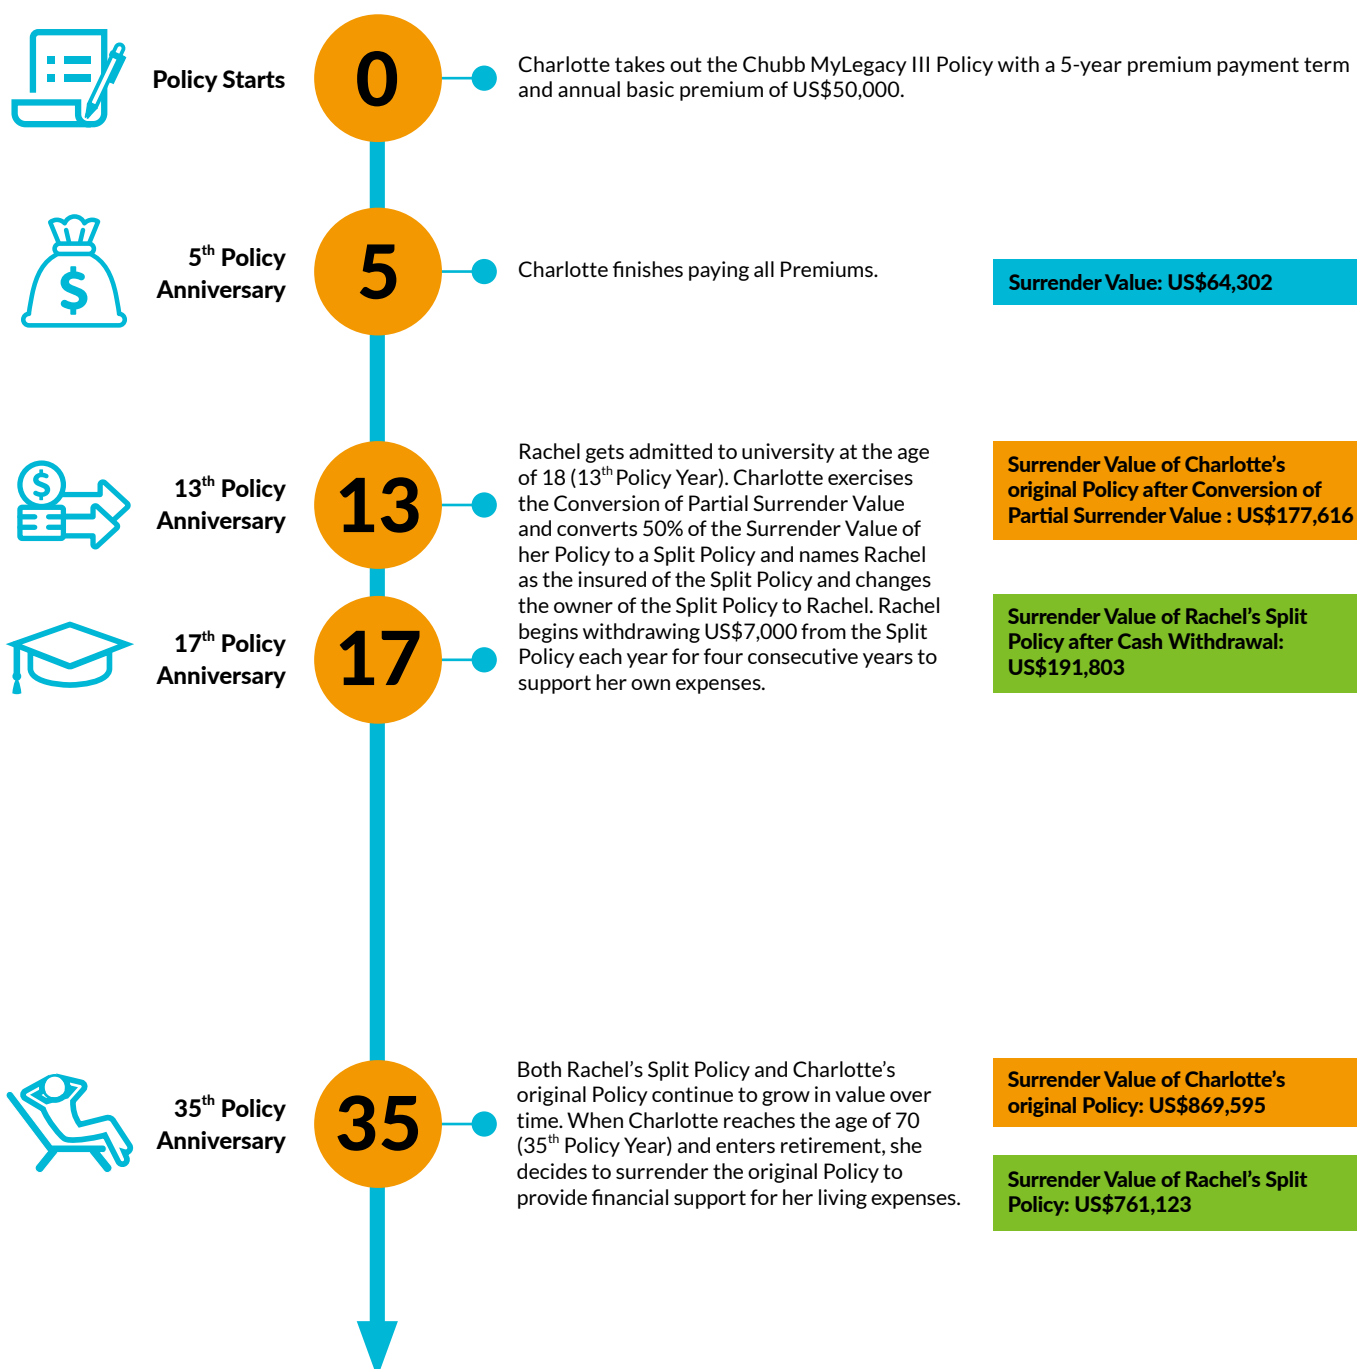 Policy Starts
0
Charlotte takes out the Chubb MyLegacy III Policy with a 5-year premium payment term
and annual basic premium of US$50,000.
$
5th Policy
Anniversary
5
Charlotte finishes paying all Premiums.
Surrender Value: US$64,302
$
13th Policy
Anniversary
13
17th Policy
Anniversary
17
Rachel gets admitted to university at the age
of 18 (13th Policy Year). Charlotte exercises
the Conversion of Partial Surrender Value
and converts 50% of the Surrender Value of
her Policy to a Split Policy and names Rachel
as the insured of the Split Policy and changes
the owner of the Split Policy to Rachel. Rachel
begins withdrawing US$7,000 from the Split
Policy each year for four consecutive years to
support her own expenses.
Surrender Value of Charlotte’s
original Policy after Conversion of
Partial Surrender Value : US$177,616
Surrender Value of Rachel’s Split
Policy after Cash Withdrawal:
US$191,803
35th Policy
Anniversary
35
Both Rachel’s Split Policy and Charlotte’s
original Policy continue to grow in value over
time. When Charlotte reaches the age of 70
(35th Policy Year) and enters retirement, she
decides to surrender the original Policy to
provide financial support for her living expenses.
Surrender Value of Charlotte’s
original Policy: US$869,595
Surrender Value of Rachel’s Split
Policy: US$761,123